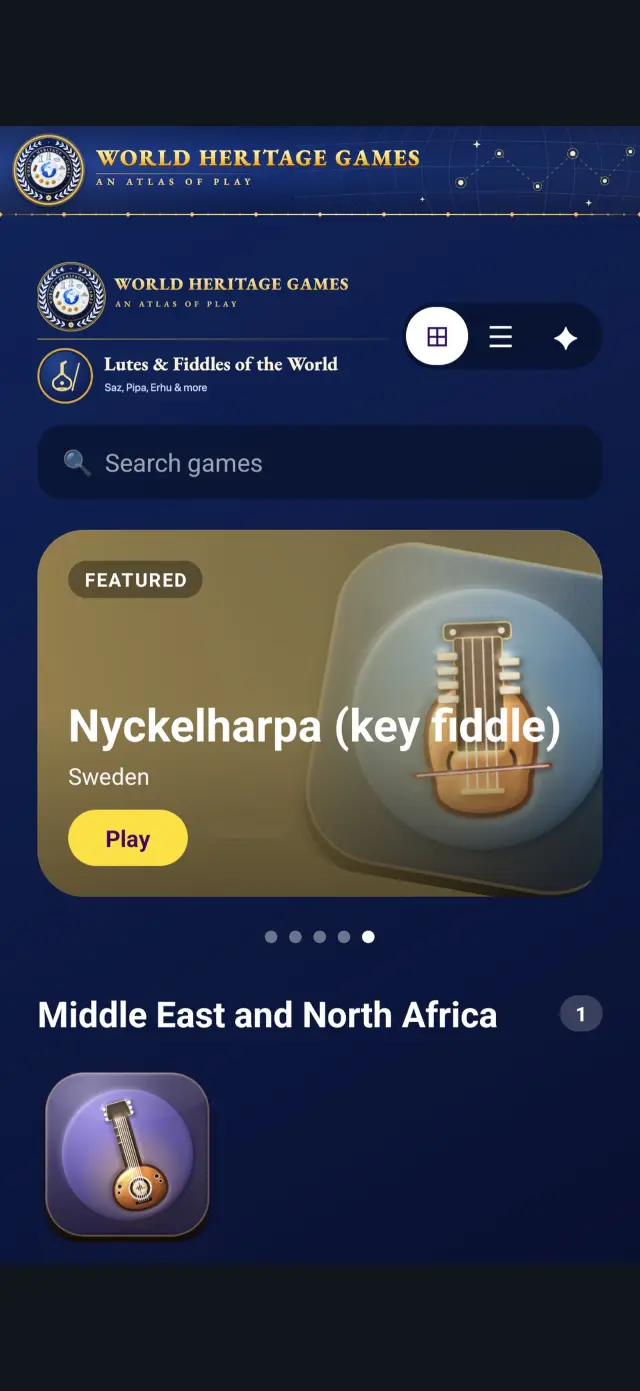 WORLD HERITAGE GAMES
AN ATLAS OF PLAY
WORLD HERITAGE GAMES
AN ATLAS OF PLAY
Lutes & Fiddles of the World
Saz, Pipa, Erhu & more
Search games
FEATURED
Nyckelharpa (key fiddle)
Sweden
Play
Middle East and North Africa
1